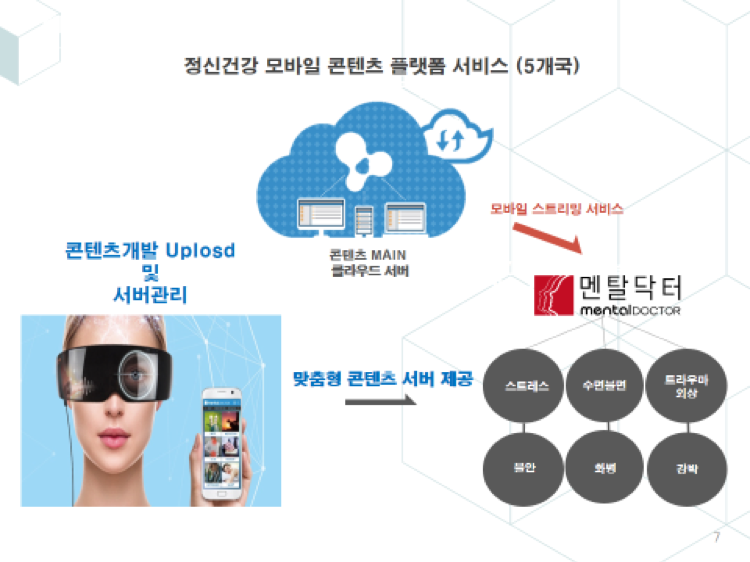 정신건강 모바일 콘텐츠 플랫폼 서비스 (5개국)
모바일 스트리밍 서비스
콘텐츠 MAIN
클라우드 서버
콘텐츠개발 Uplosd
및
서버관리
멘탈닥터
mentalDOCTOR
맞춤형 콘텐츠 서버 제공
스트레스
수면불면
트라우마
외상
불안
화병
강박
7